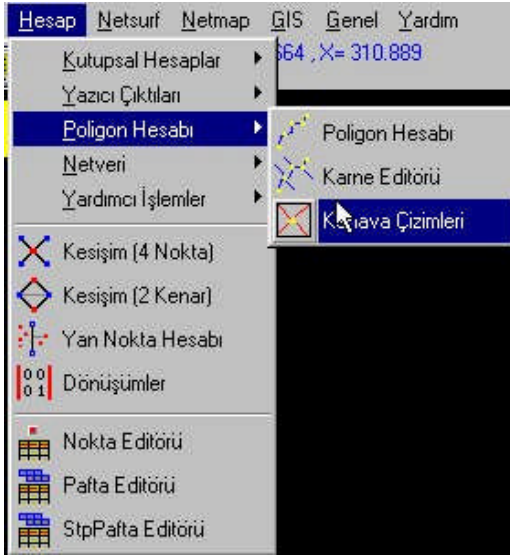 Hesap Netsurf Netmap GIS Genel Yardım
664 , X= 310.889
Kutupsal Hesaplar
Yazıcı Çıktıları
Poligon Hesabı
Netveri
Yardımcı İşlemler
Poligon Hesabı
Karne Editörü
Çizimleri
Kesişim (4 Nokta)
Kesişim (2 Kenar)
Yan Nokta Hesabı
Dönüşümler
Nokta Editörü
Pafta Editörü
StpPafta Editörü